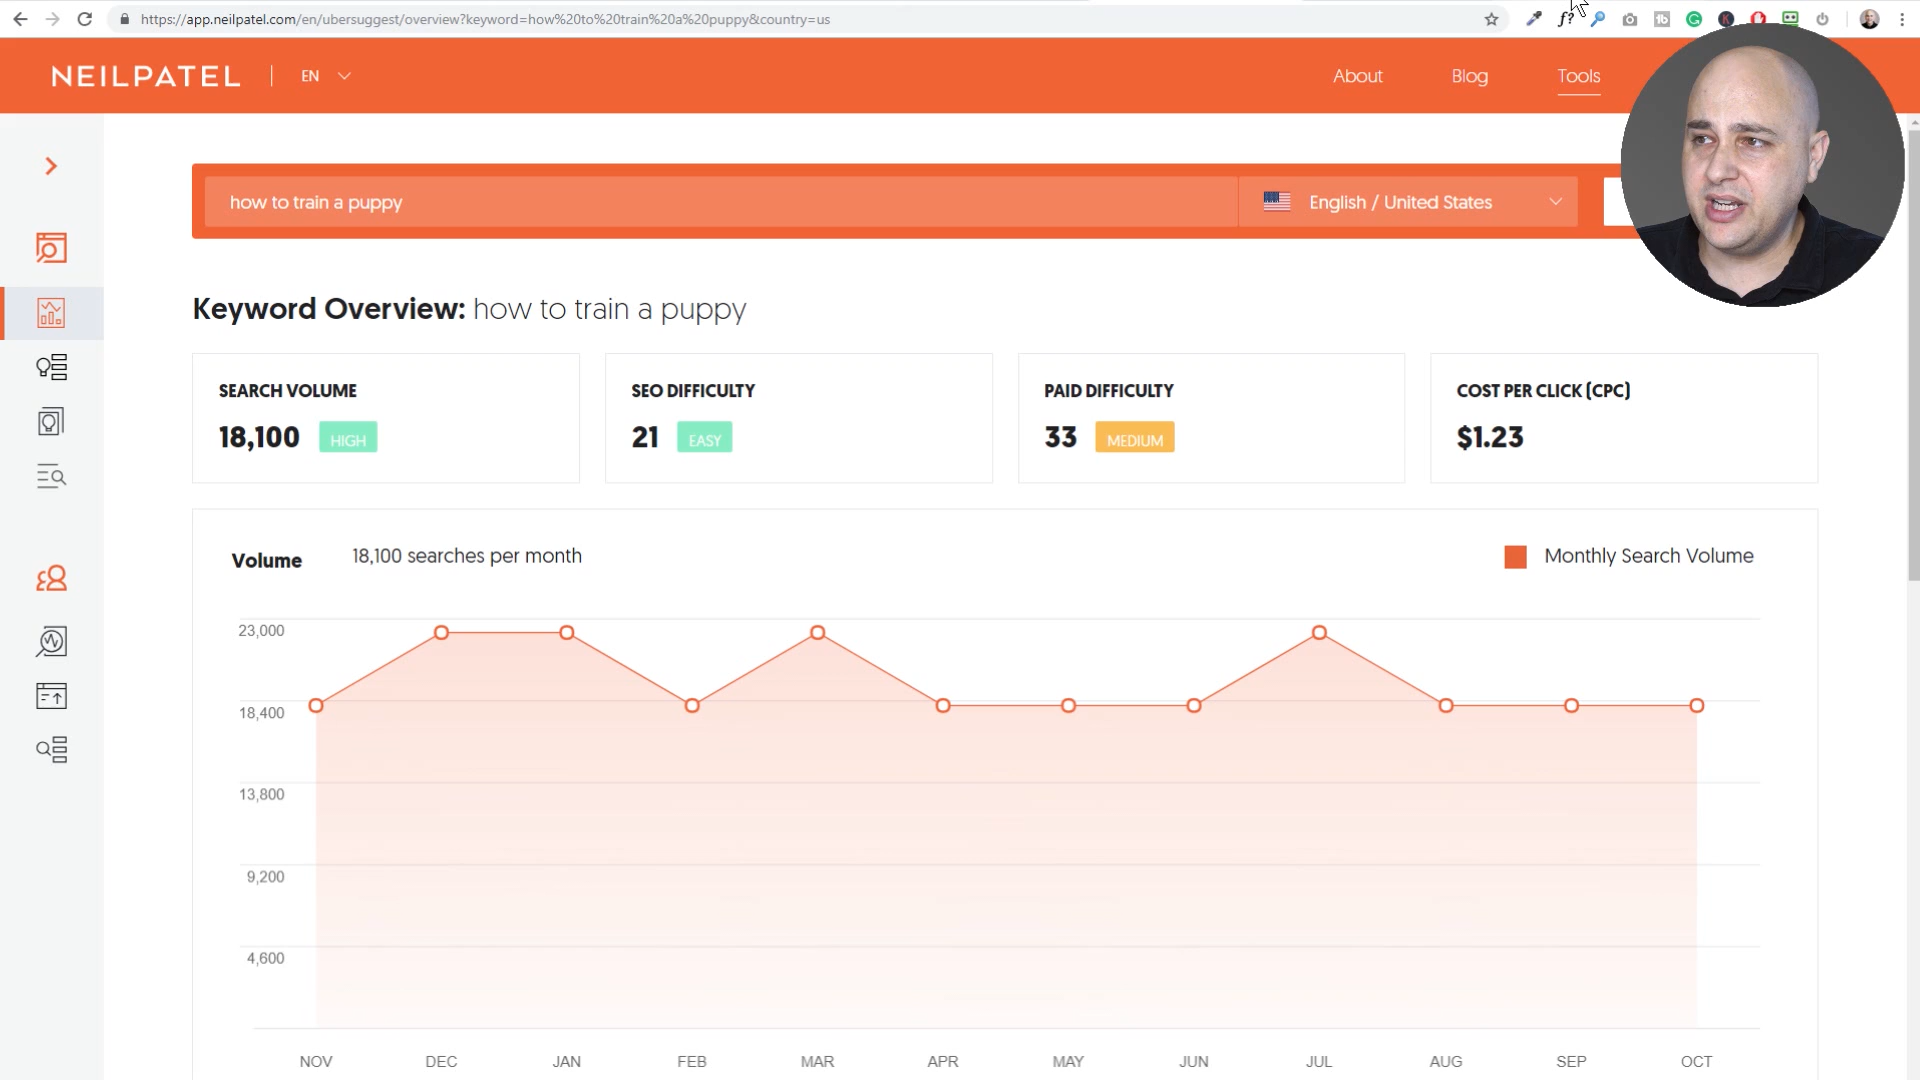 https://app.neilpatel.com/en/ubersuggest/overview?keyword=how%20to%20train%20a%20puppy&country=us
f?
NEILPATEL
EN
About
Blog
Tools
how to train a puppy
English / United States
Keyword Overview: how to train a puppy
SEARCH VOLUME
18,100 HIGH
SEO DIFFICULTY
21 EASY
PAID DIFFICULTY
33 MEDIUM
COST PER CLICK (CPC)
$1.23
Volume
18,100 searches per month
Monthly Search Volume
23,000
18,400
13,800
9,200
4,600
NOV DEC JAN FEB MAR APR MAY JUN JUL AUG SEP OCT